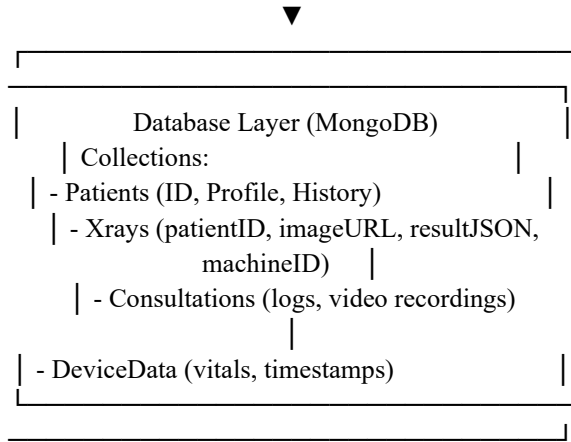 Database Layer (MongoDB)
Collections:
- Patients (ID, Profile, History)
- Xrays (patientID, imageURL, resultJSON,
machineID)
- Consultations (logs, video recordings)
- DeviceData (vitals, timestamps)